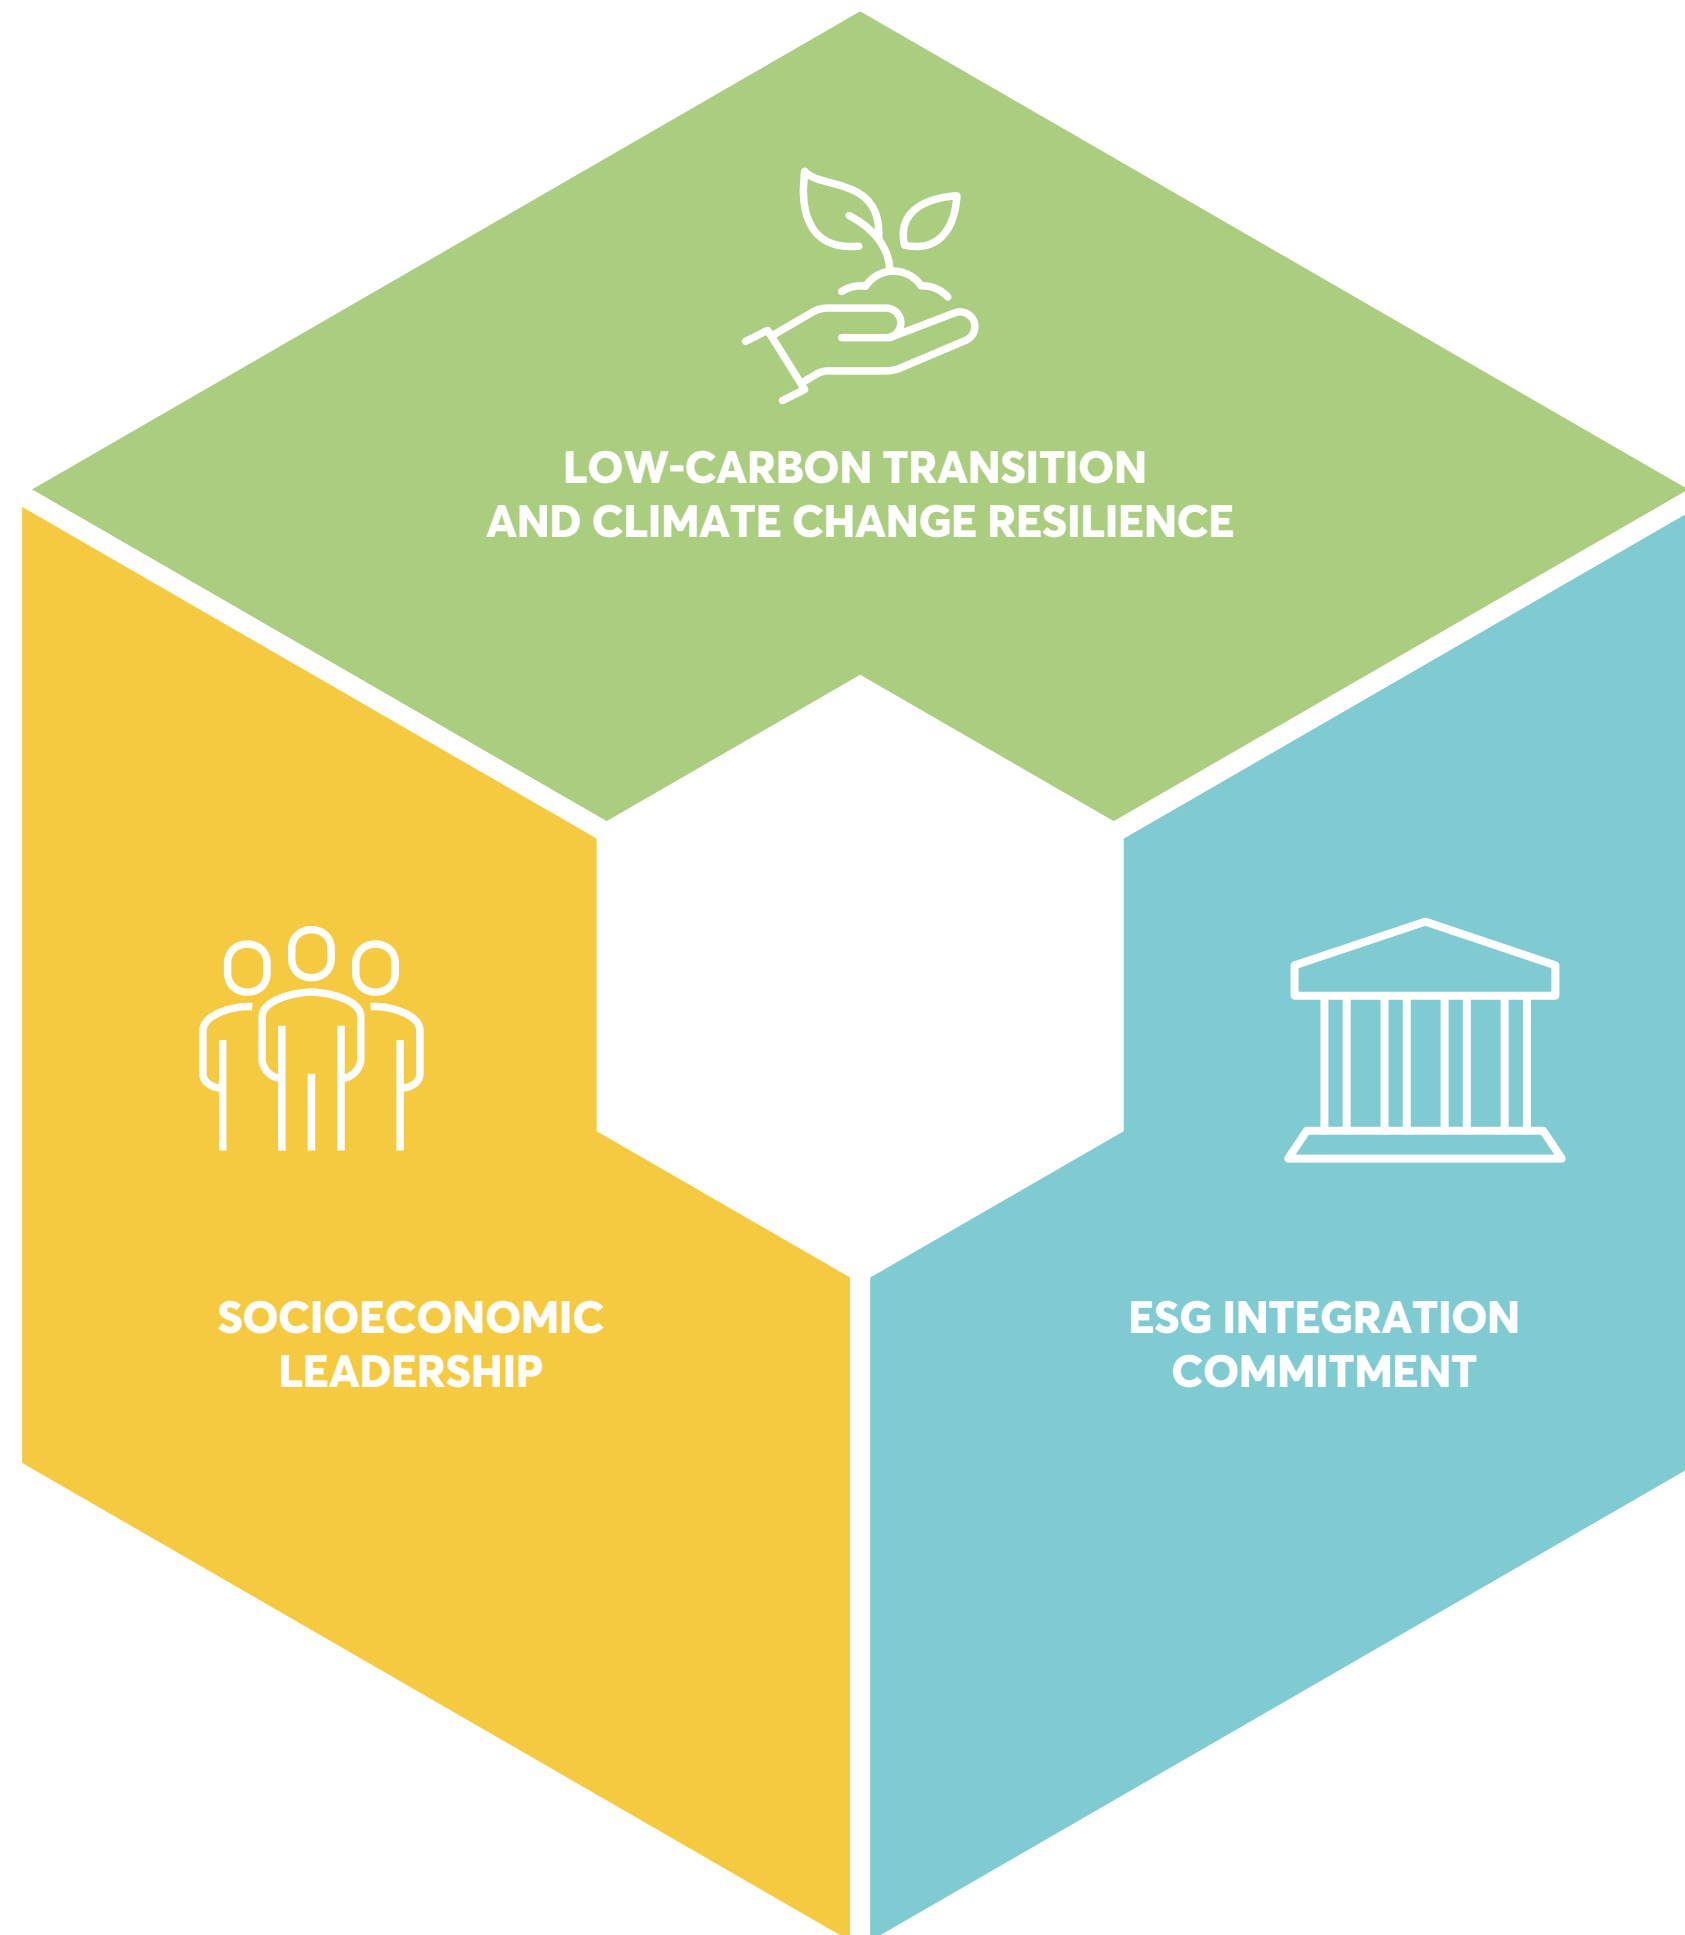 LOW-CARBON TRANSITION
AND CLIMATE CHANGE RESILIENCE
SOCIOECONOMIC
LEADERSHIP
ESG INTEGRATION
COMMITMENT